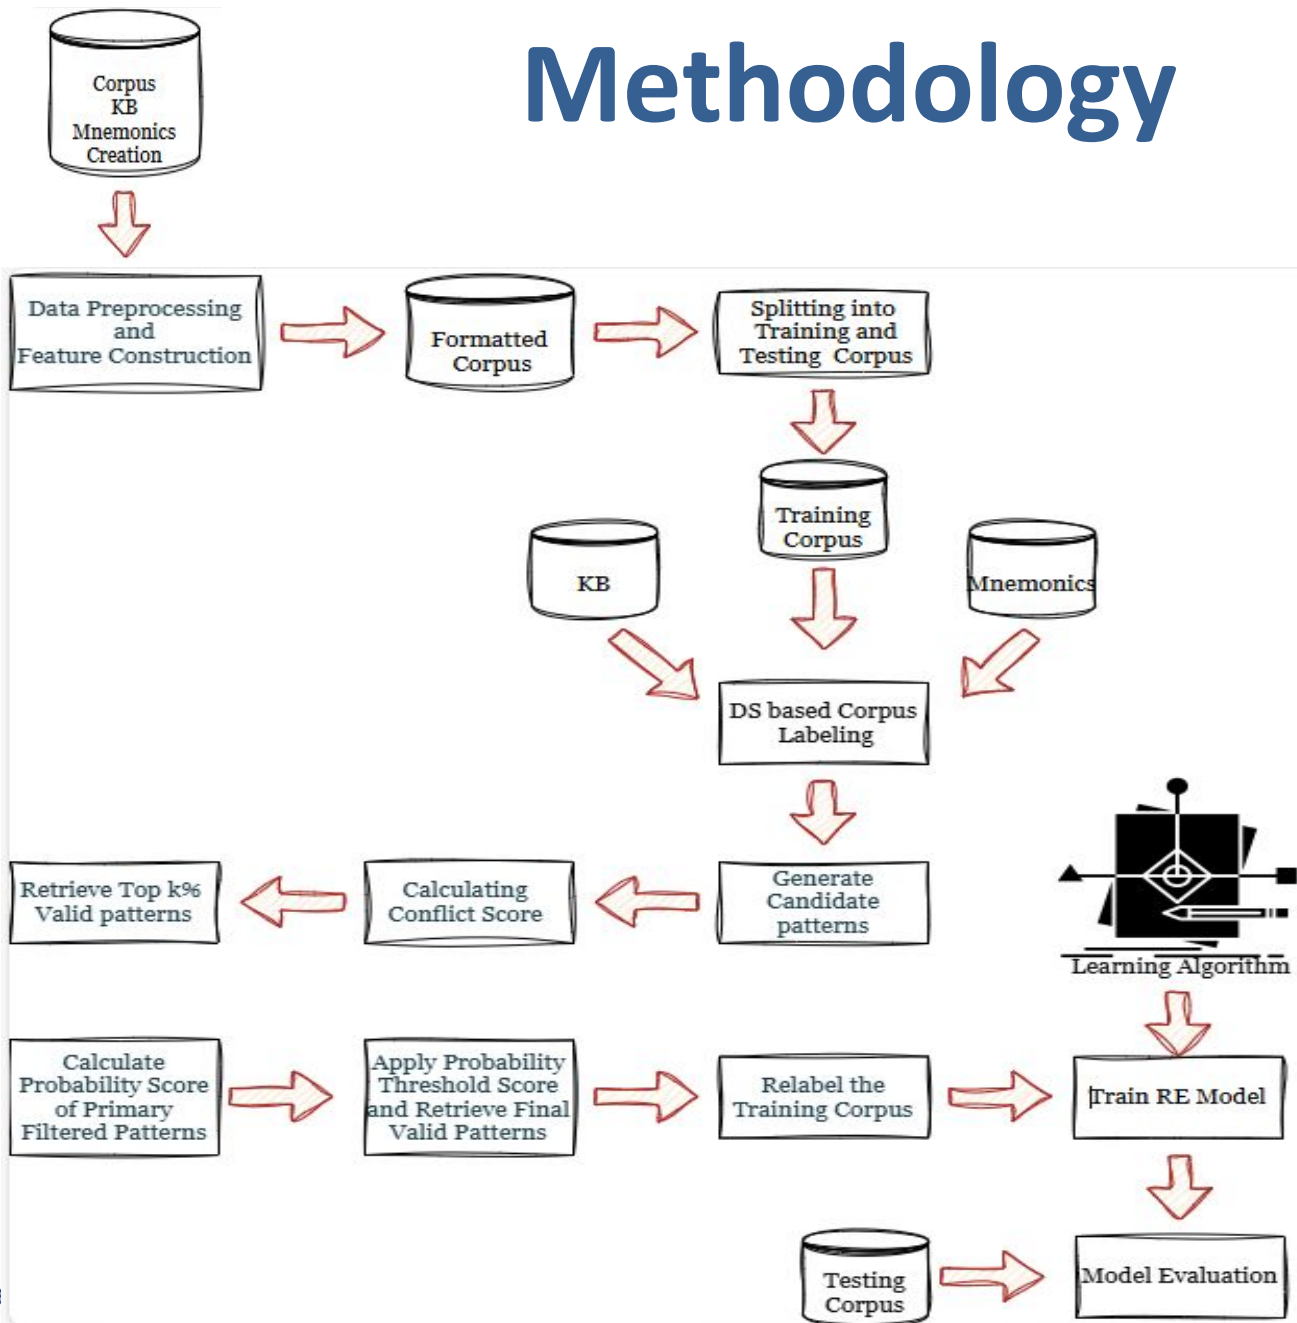 Methodology
Corpus
KB
Mnemonics
Creation
Data Preprocessing
and
Feature Construction
Formatted
Corpus
Splitting into
Training and
Testing Corpus
Training
Corpus
KB
Mnemonics
DS based Corpus
Labeling
Generate
Candidate
patterns
Calculating
Conflict Score
Retrieve Top k%
Valid patterns
Learning Algorithm
Calculate
Probability Score
of Primary
Filtered Patterns
Apply Probability
Threshold Score
and Retrieve Final
Valid Patterns
Relabel the
Training Corpus
Train RE Model
Testing
Corpus
Model Evaluation